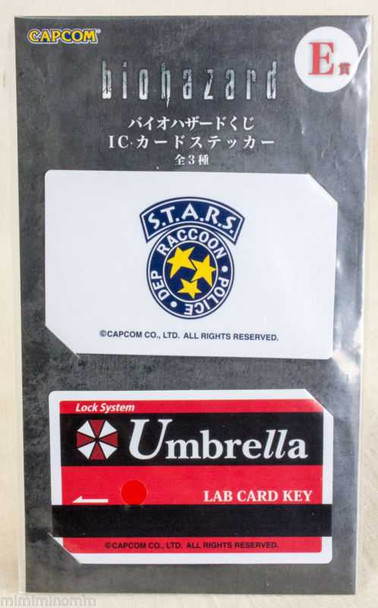 CAPCOM
E賞
biohazard
バイオハザードくじ
IC・カードステッカー
全3種
S.T.A.R.S.
RACCOON
POLICE
DEP
©CAPCOM CO., LTD. ALL RIGHTS RESERVED.
Lock System
Umbrella
LAB CARD KEY
©CAPCOM CO., LTD. ALL RIGHTS RESERVED.
mimiminomim